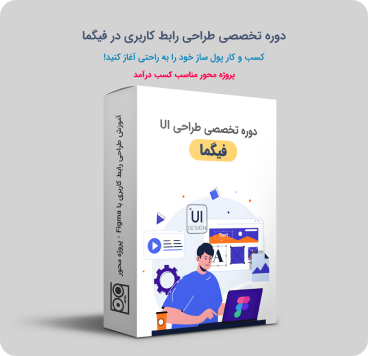 دوره تخصصی طراحی رابط کاربری در فیگما
کسب و کار پول ساز خود را به راحتی آغاز کنید!
پروژه محور مناسب کسب درآمد
دوره تخصصی طراحی UI
فیگما
آموزش طراحی رابط کاربری با Figma - پروژه محور
UI
DESIGN
A